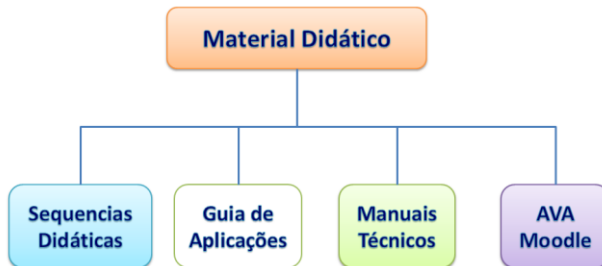 Material Didático
Sequencias
Didáticas
Guia de
Aplicações
Manuais
Técnicos
AVA
Moodle